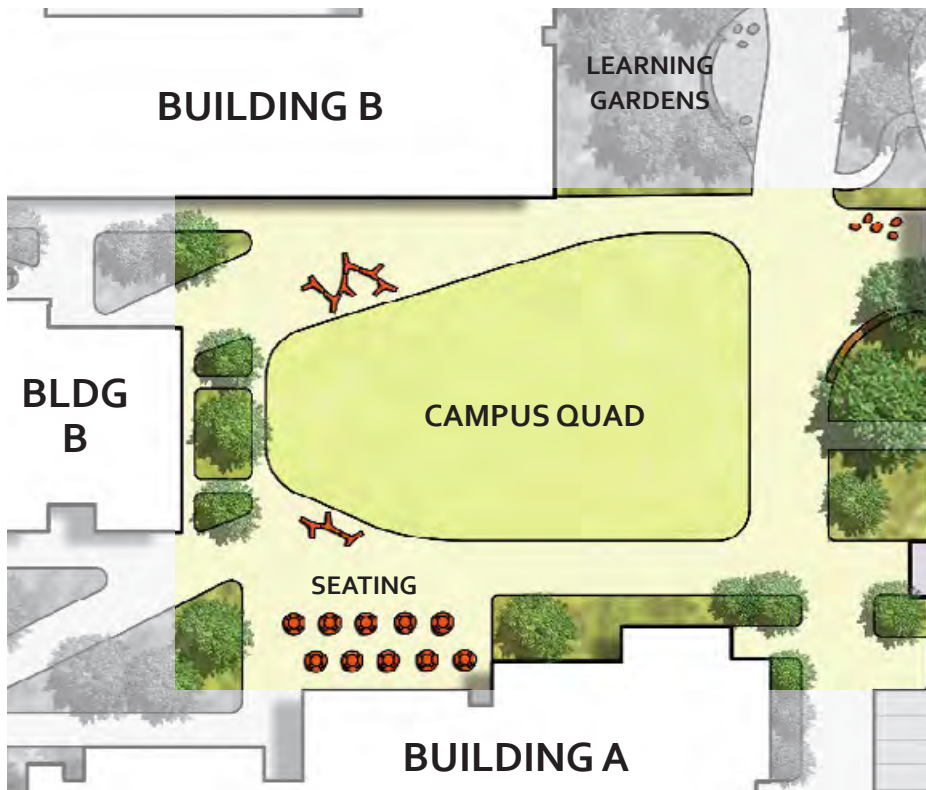 LEARNING
GARDENS
BUILDING B
BLDG
B
CAMPUS QUAD
SEATING
BUILDING A